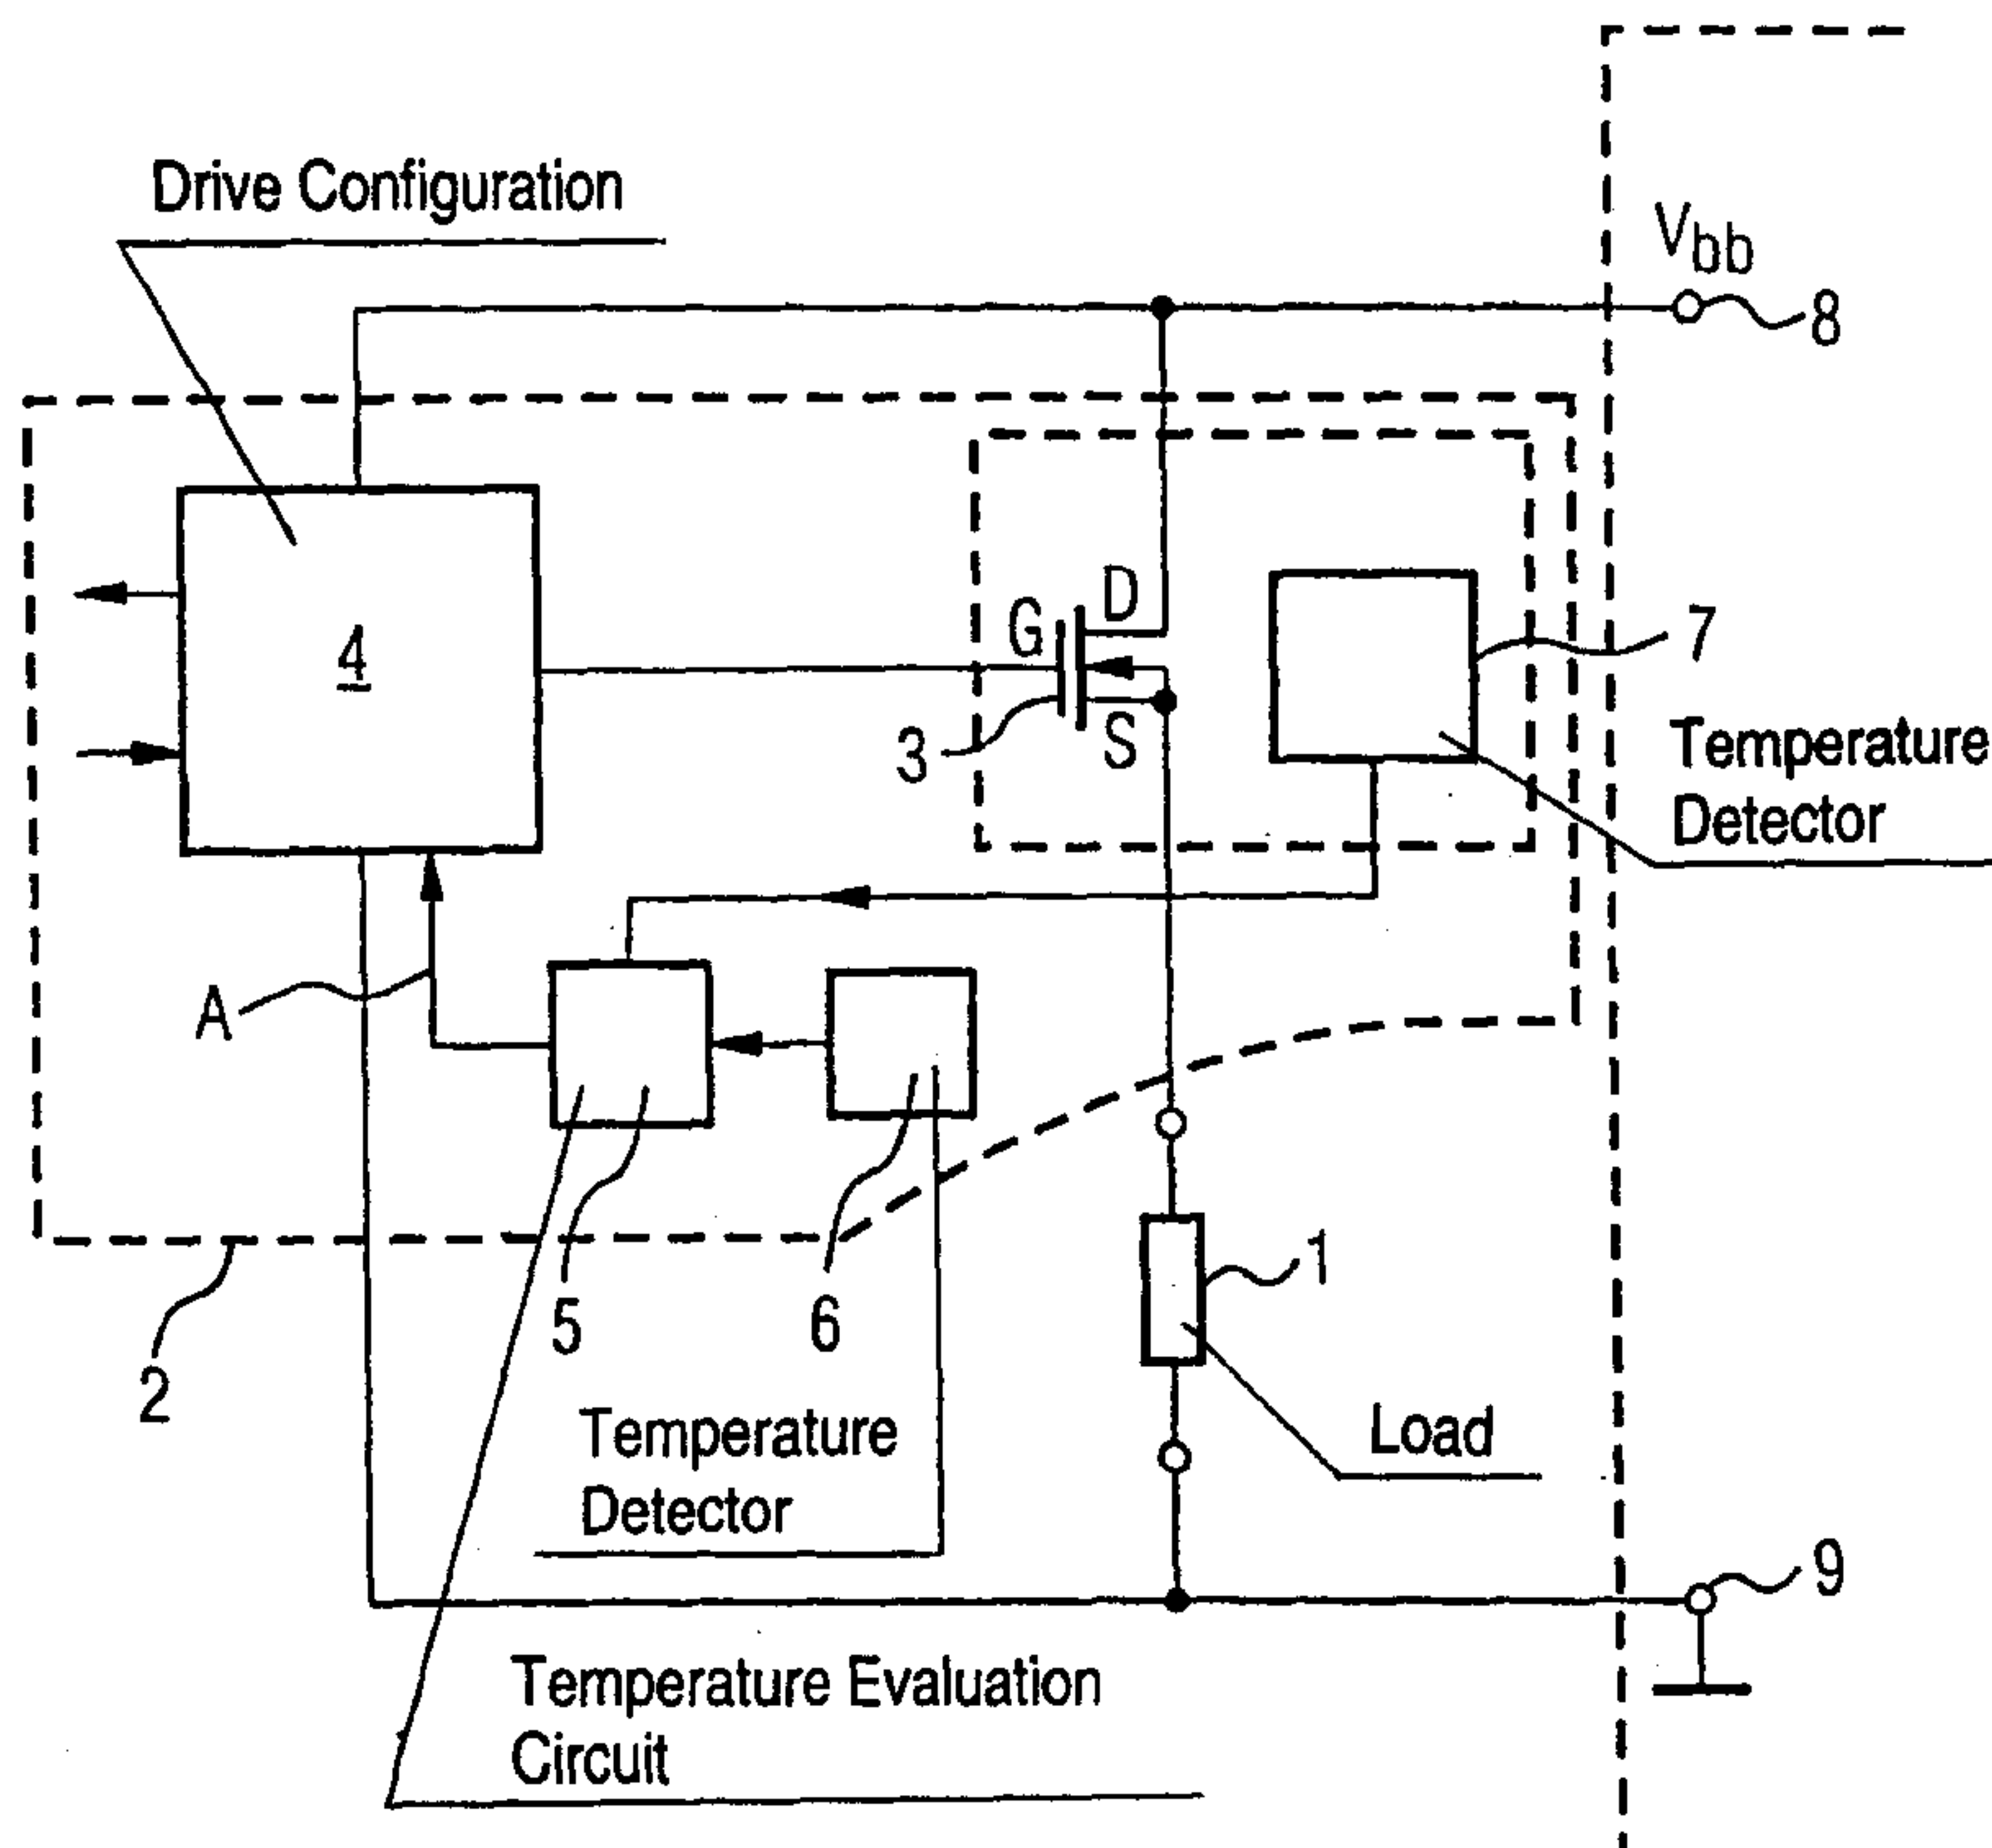 Drive Configuration
Vbb
8
4
G
D
S
3
7
Temperature
Detector
A
5
6
1
2
Temperature
Detector
Load
9
Temperature Evaluation
Circuit